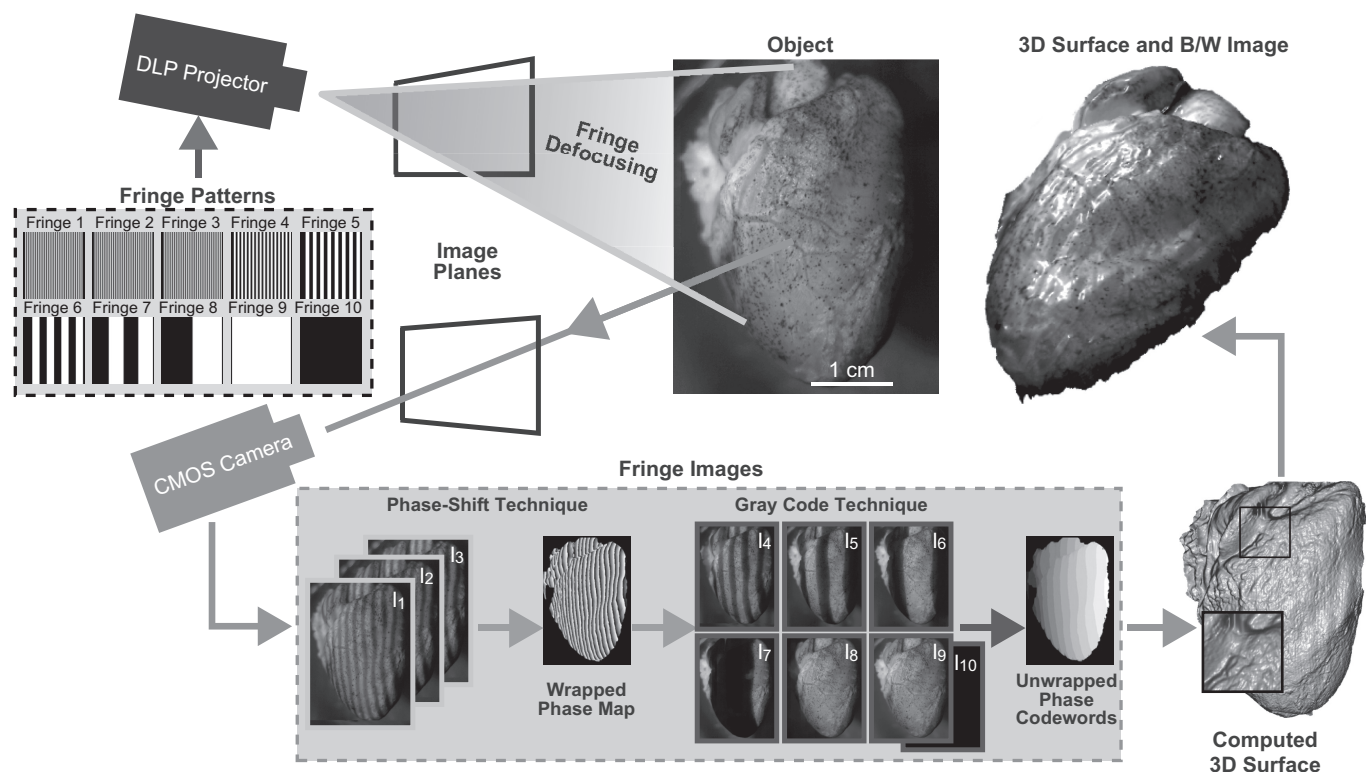 DLP Projector
Object
3D Surface and B/W Image
Fringe
Defocusing
Fringe Patterns
Fringe 1 Fringe 2 Fringe 3 Fringe 4 Fringe 5
Fringe 6 Fringe 7 Fringe 8 Fringe 9 Fringe 10
Image
Planes
1 cm
CMOS Camera
Fringe Images
Phase-Shift Technique
Gray Code Technique
I1
I2
I3
Wrapped
Phase Map
I4 I5 I6
I7 I8 I9 I10
Unwrapped
Phase
Codewords
Computed
3D Surface